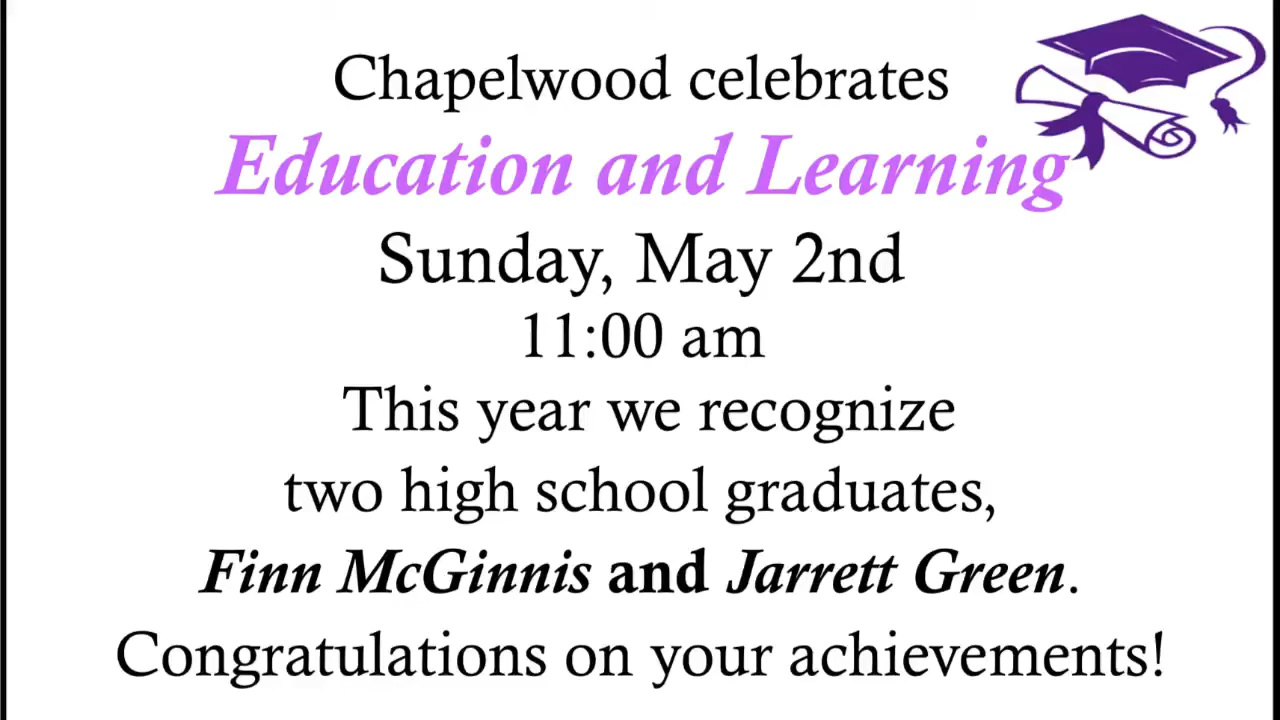 Chapelwood celebrates
Education and Learning
Sunday, May 2nd
11:00 am
This year we recognize
two high school graduates,
Finn McGinnis and Jarrett Green.
Congratulations on your achievements!